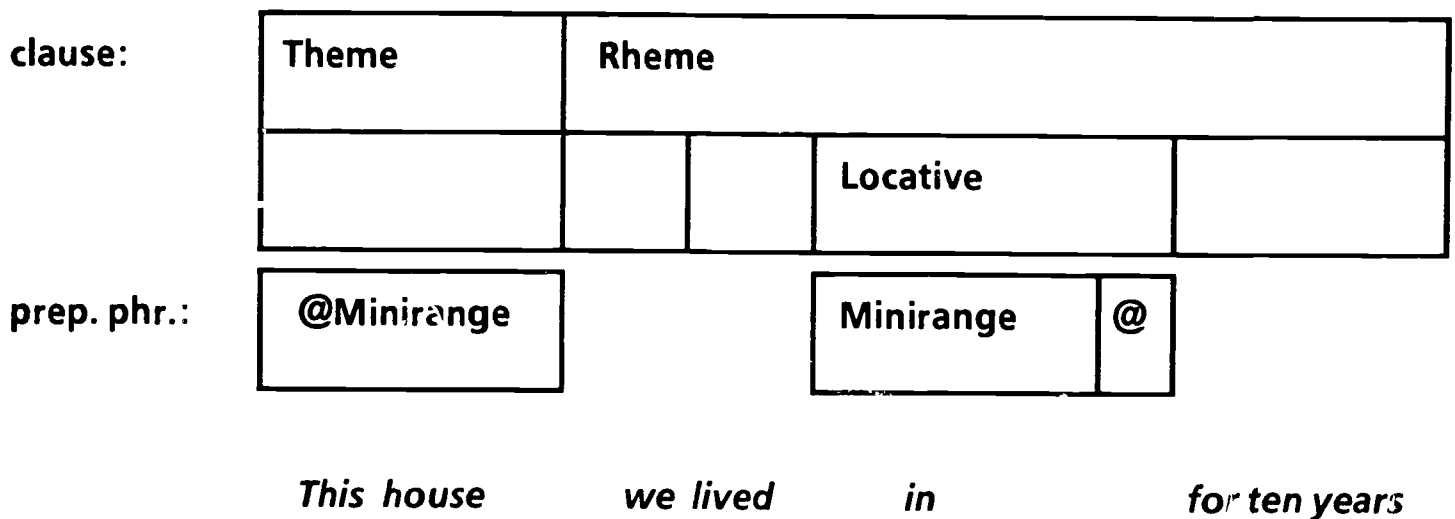 clause: Theme Rheme
Locative
prep. phr.: @Minirange Minirange @
This house we lived in for ten years